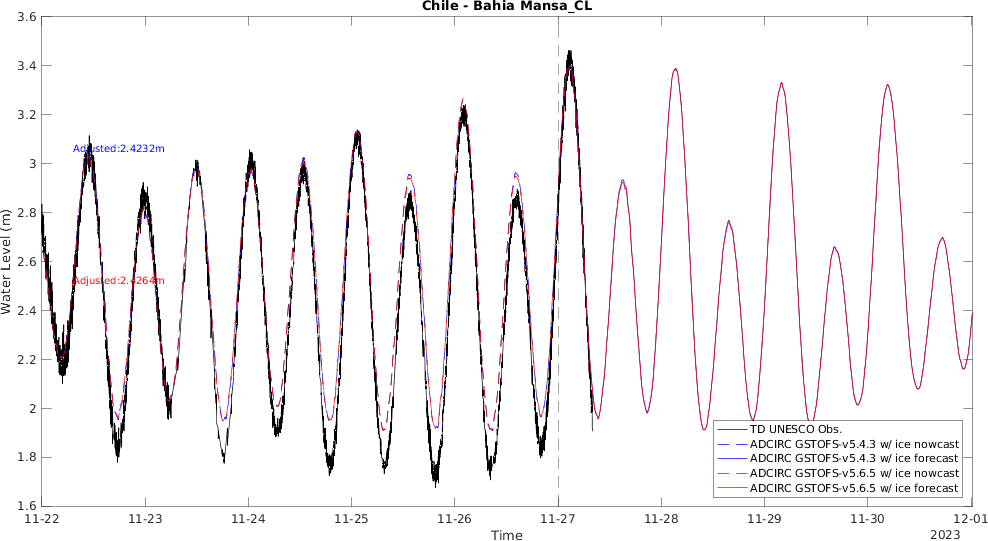 Chile - Bahia Mansa_CL
3.6
3.4
3.2
3
2.8
2.6
2.4
2.2
2
1.8
1.6
Water Level (m)
Adjusted:2.4232m
Adjusted:2.4264m
TD UNESCO Obs.
ADCIRC GSTOFS-v5.4.3 w/ ice nowcast
ADCIRC GSTOFS-v5.4.3 w/ ice forecast
ADCIRC GSTOFS-v5.6.5 w/ ice nowcast
ADCIRC GSTOFS-v5.6.5 w/ ice forecast
11-22 11-23 11-24 11-25 11-26 11-27 11-28 11-29 11-30 12-01
Time
2023